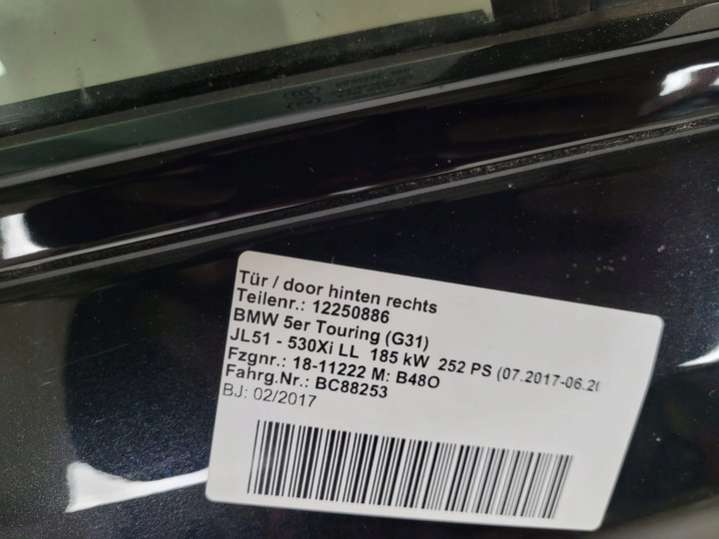 Tür / door hinten rechts
Teilenr.: 12250886
BMW 5er Touring (G31)
JL51 - 530Xi LL 185 kW 252 PS (07.2017-06.20
Fzgnr.: 18-11222 M: B48O
Fahrg.Nr.: BC88253
BJ: 02/2017